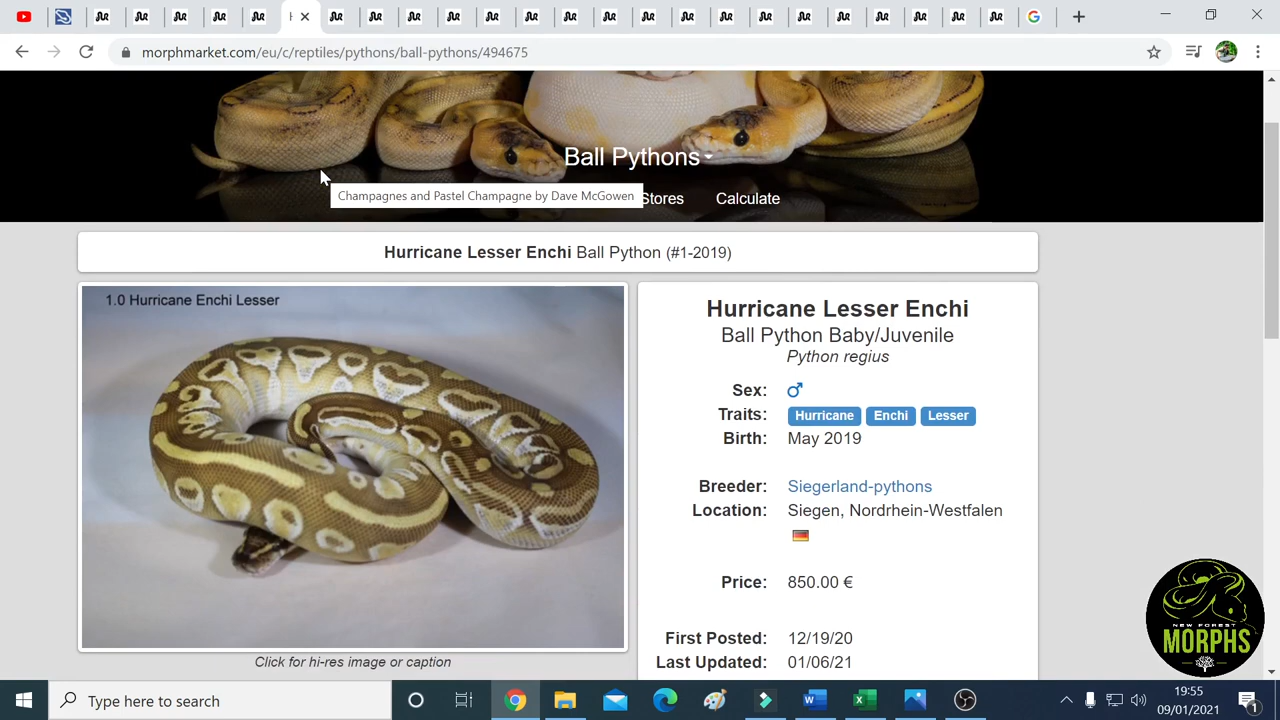 morphmarket.com/eu/c/reptiles/pythons/ball-pythons/494675
Ball Pythons
Champagnes and Pastel Champagne by Dave McGowen
Stores
Calculate
Hurricane Lesser Enchi Ball Python (#1-2019)
1.0 Hurricane Enchi Lesser
Click for hi-res image or caption
Hurricane Lesser Enchi
Ball Python Baby/Juvenile
Python regius
Sex: ♂
Traits: Hurricane Enchi Lesser
Birth: May 2019
Breeder: Siegerland-pythons
Location: Siegen, Nordrhein-Westfalen
Price: 850.00 €
First Posted: 12/19/20
Last Updated: 01/06/21
NEW FOREST
MORPHS
Type here to search
19:55
09/01/2021
1